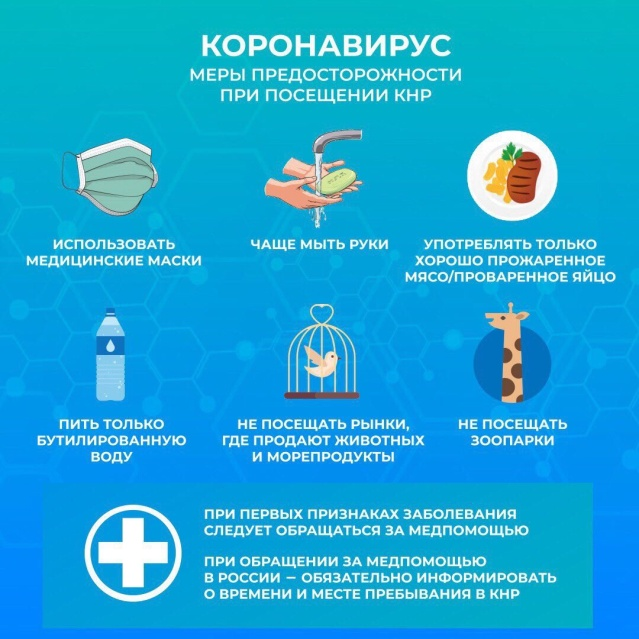 КОРОНАВИРУС
МЕРЫ ПРЕДОСТОРОЖНОСТИ
ПРИ ПОСЕЩЕНИИ КНР
ИСПОЛЬЗОВАТЬ
МЕДИЦИНСКИЕ МАСКИ
ЧАЩЕ МЫТЬ РУКИ
УПОТРЕБЛЯТЬ ТОЛЬКО
ХОРОШО ПРОЖАРЕННОЕ
МЯСО/ПРОВАРЕННОЕ ЯЙЦО
ПИТЬ ТОЛЬКО
БУТИЛИРОВАННУЮ
ВОДУ
НЕ ПОСЕЩАТЬ РЫНКИ,
ГДЕ ПРОДАЮТ ЖИВОТНЫХ
И МОРЕПРОДУКТЫ
НЕ ПОСЕЩАТЬ
ЗООПАРКИ
ПРИ ПЕРВЫХ ПРИЗНАКАХ ЗАБОЛЕВАНИЯ
СЛЕДУЕТ ОБРАЩАТЬСЯ ЗА МЕДПОМОЩЬЮ
ПРИ ОБРАЩЕНИИ ЗА МЕДПОМОЩЬЮ
В РОССИИ – ОБЯЗАТЕЛЬНО ИНФОРМИРОВАТЬ
О ВРЕМЕНИ И МЕСТЕ ПРЕБЫВАНИЯ В КНР